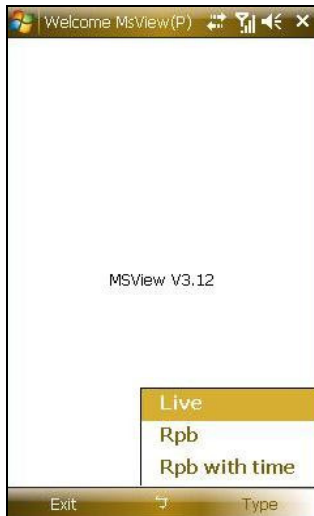 Welcome MsView(P)
MSView V3.12
Live
Rpb
Rpb with time
Exit
Type